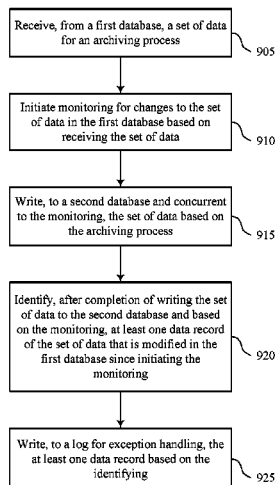 Receive, from a first database, a set of data
for an archiving process
905
Initiate monitoring for changes to the set
of data in the first database based on
receiving the set of data
910
Write, to a second database and concurrent
to the monitoring, the set of data based on
the archiving process
915
Identify, after completion of writing the set
of data to the second database and based
on the monitoring, at least one data record
of the set of data that is modified in the
first database since initiating the
monitoring
920
Write, to a log for exception handling, the
at least one data record based on the
identifying
925